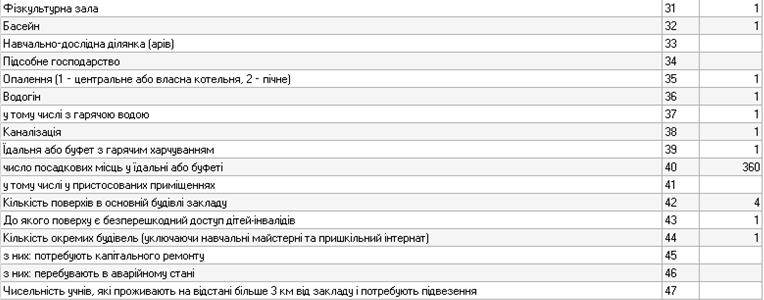 Фізкультурна зала 31 1
Басейн 32 1
Навчально-дослідна ділянка (арів) 33
Підсобне господарство 34
Опалення (1 - центральне або власна котельня, 2 - пічне) 35 1
Водогін 36 1
у тому числі з гарячою водою 37 1
Каналізація 38 1
Їдальня або буфет з гарячим харчуванням 39 1
число посадкових місць у їдальні або буфеті 40 360
у тому числі у пристосованих приміщеннях 41
Кількість поверхів в основній будівлі закладу 42 4
До якого поверху є безперешкодний доступ дітей-інвалідів 43 1
Кількість окремих будівель (уключаючи навчальні майстерні та пришкільний інтернат) 44 1
з них: потребують капітального ремонту 45
з них: перебувають в аварійному стані 46
Чисельність учнів, які проживають на відстані більше 3 км від закладу і потребують підвезення 47